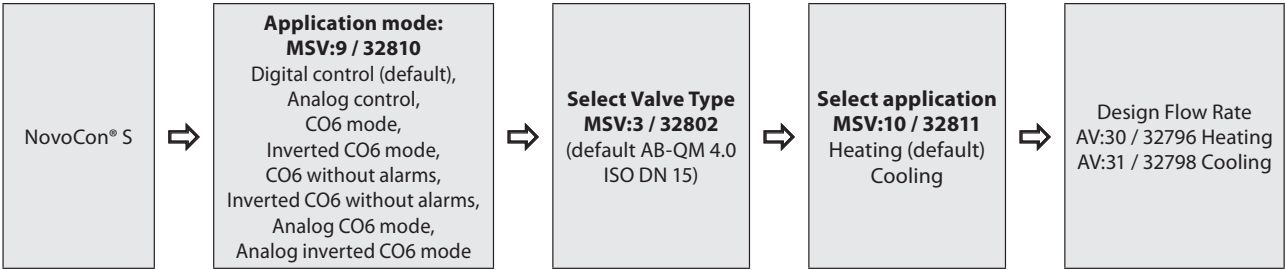 NovoCon® S
Application mode:
MSV:9 / 32810
Digital control (default),
Analog control,
CO6 mode,
Inverted CO6 mode,
CO6 without alarms,
Inverted CO6 without alarms,
Analog CO6 mode,
Analog inverted CO6 mode
Select Valve Type
MSV:3 / 32802
(default AB-QM 4.0
ISO DN 15)
Select application
MSV:10 / 32811
Heating (default)
Cooling
Design Flow Rate
AV:30 / 32796 Heating
AV:31 / 32798 Cooling